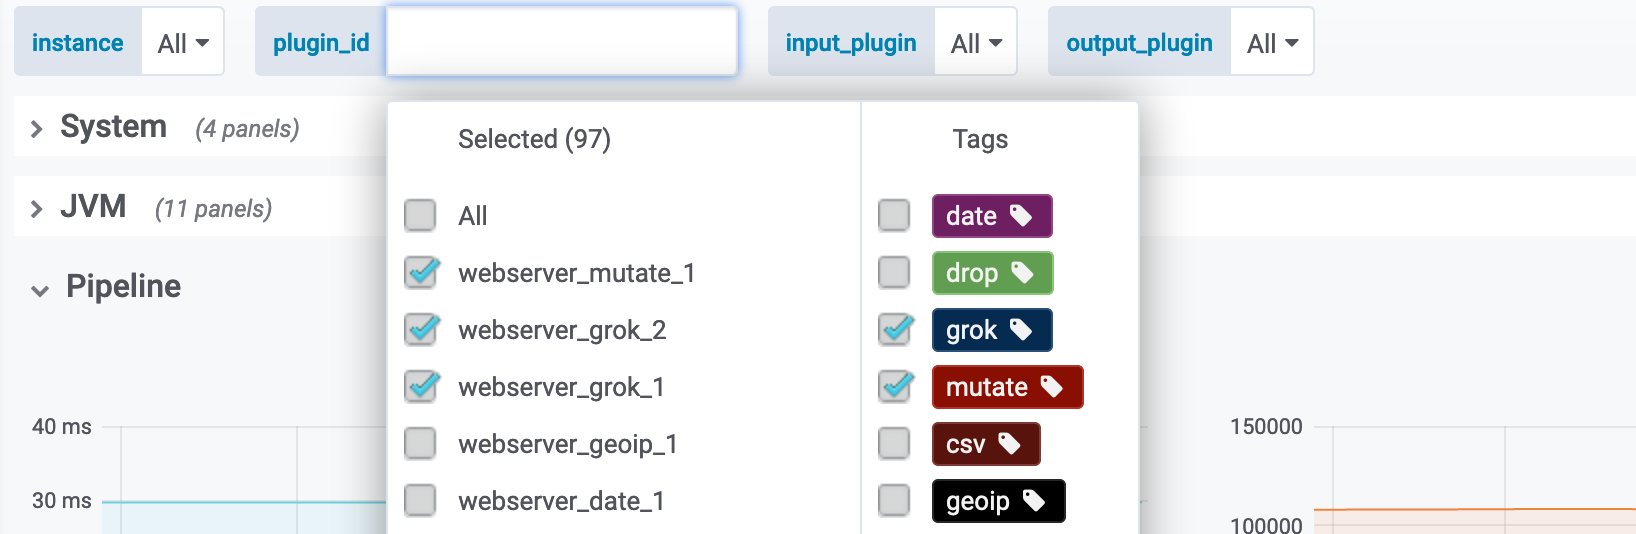 instance All plugin_id input_plugin All output_plugin All
System (4 panels)
JVM (11 panels)
Pipeline
Selected (97)
All
webserver_mutate_1
webserver_grok_2
webserver_grok_1
webserver_geoip_1
webserver_date_1
Tags
date
drop
grok
mutate
csv
geoip
40 ms
30 ms
150000
100000